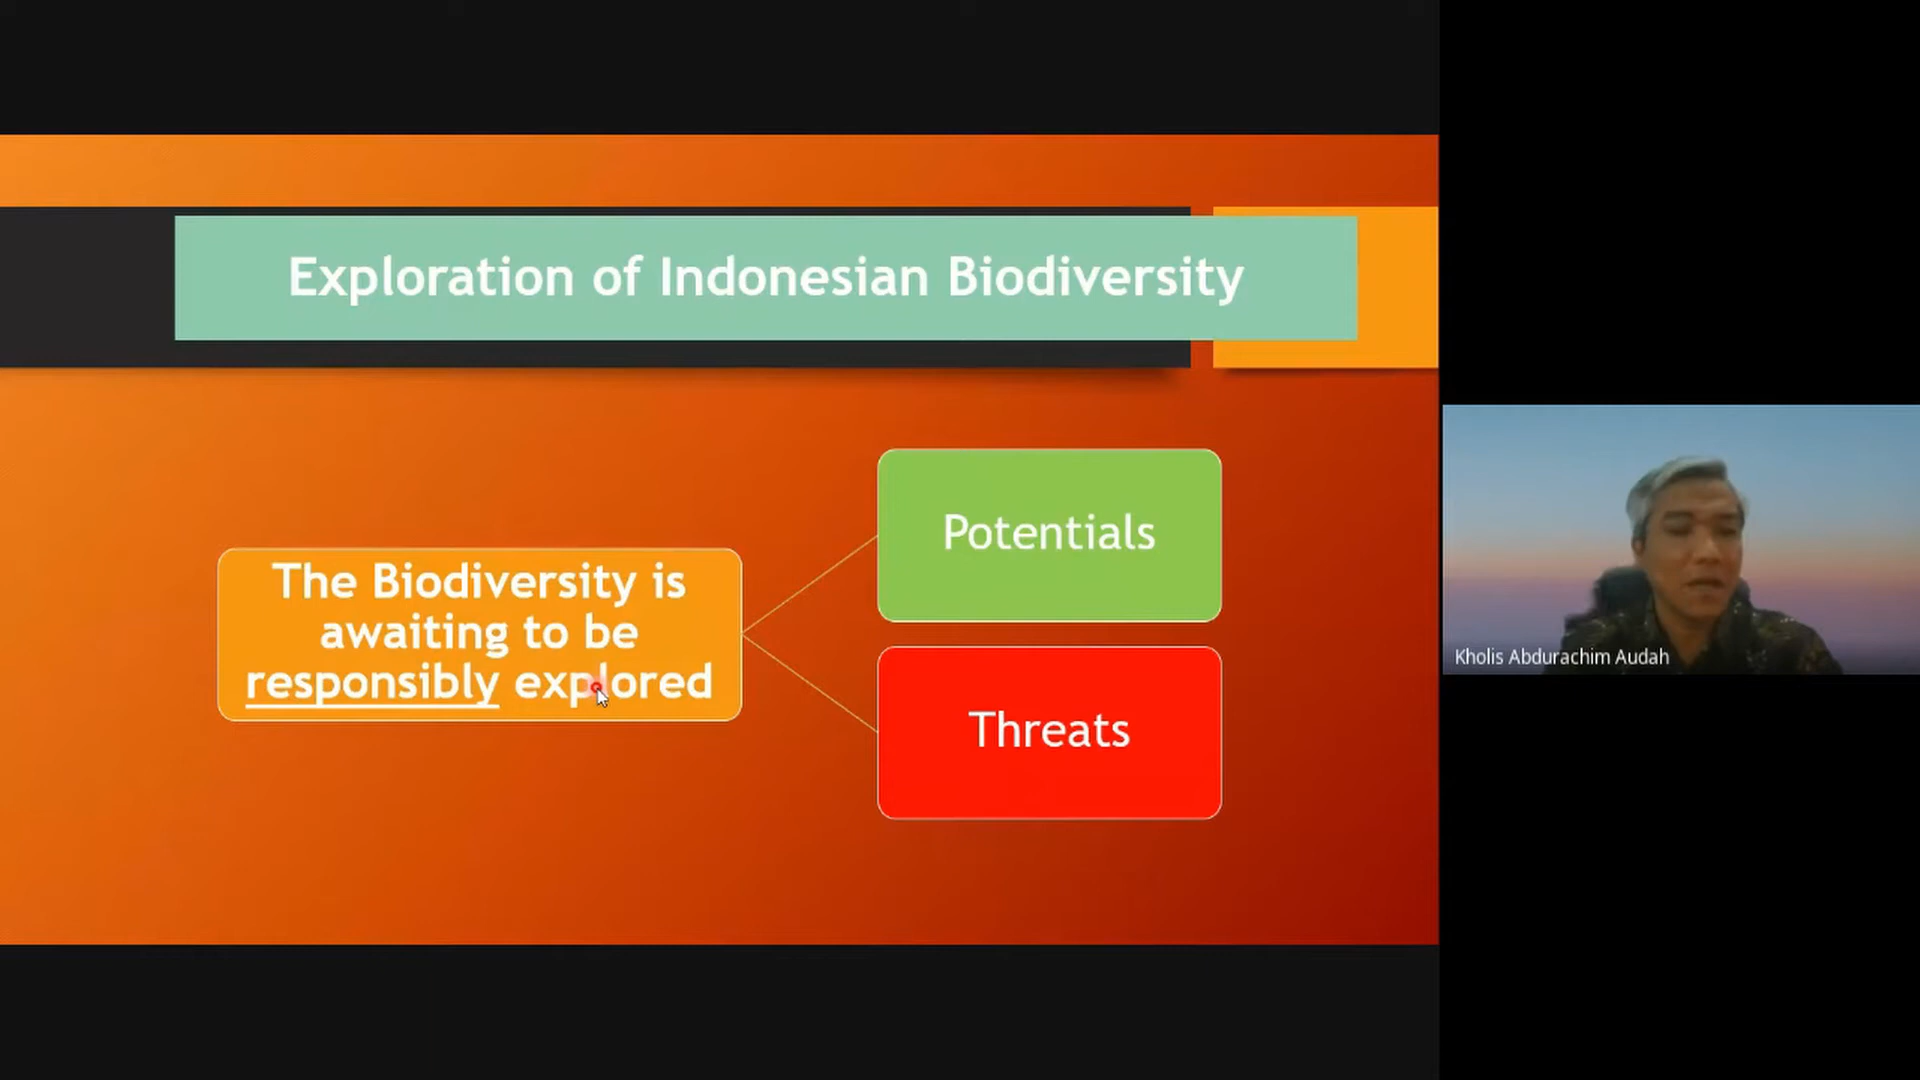 Exploration of Indonesian Biodiversity
The Biodiversity is
awaiting to be
responsibly explored
Potentials
Threats
Kholis Abdurachim Audah